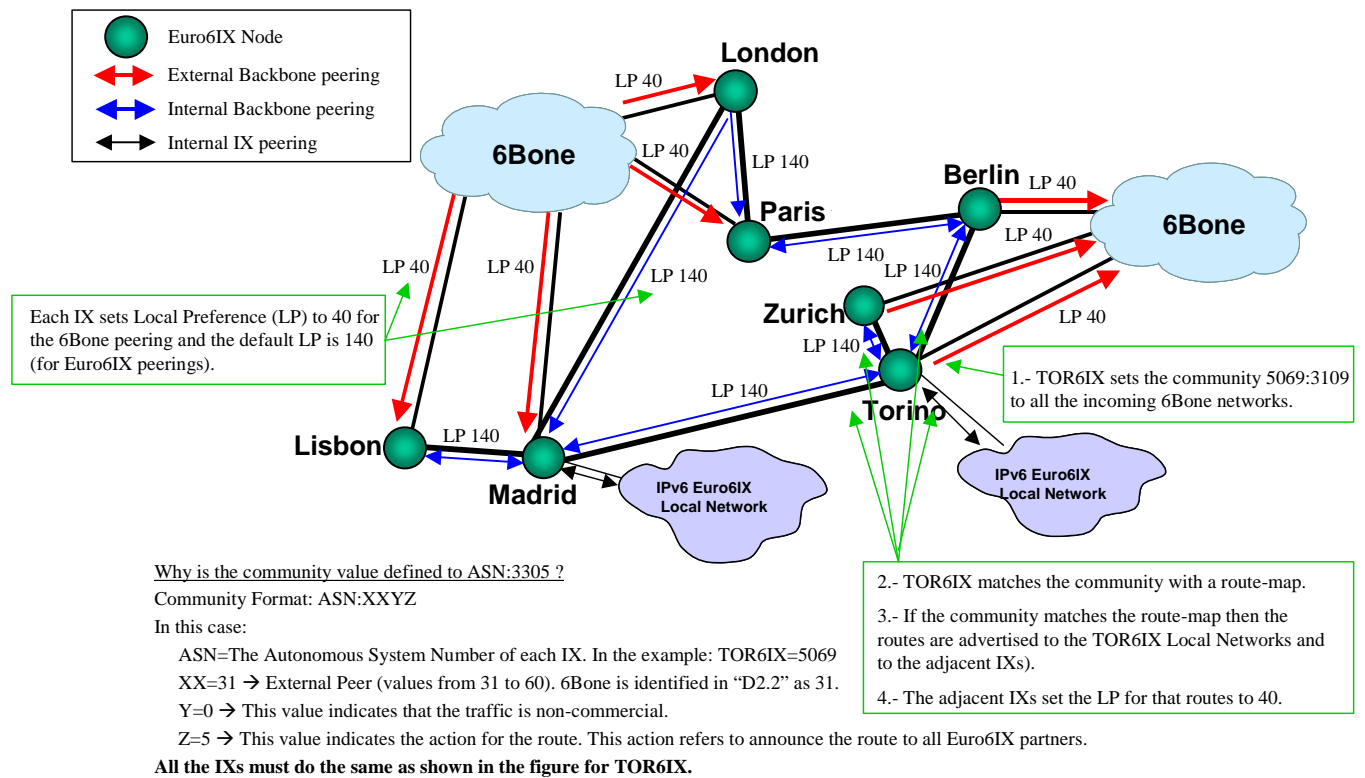 Euro6IX Node
External Backbone peering
Internal Backbone peering
Internal IX peering
London
LP 40
6Bone
LP 40
LP 140
Paris
Berlin
LP 40
6Bone
LP 40
LP 140
LP 140
LP 40
LP 40
LP 140
Zurich
LP 140
LP 40
Each IX sets Local Preference (LP) to 40 for
the 6Bone peering and the default LP is 140
(for Euro6IX peerings).
LP 140
Torino
1.- TOR6IX sets the community 5069:3109
to all the incoming 6Bone networks.
Lisbon
LP 140
Madrid
IPv6 Euro6IX
Local Network
IPv6 Euro6IX
Local Network
2.- TOR6IX matches the community with a route-map.
3.- If the community matches the route-map then the
routes are advertised to the TOR6IX Local Networks and
to the adjacent IXs).
4.- The adjacent IXs set the LP for that routes to 40.
Why is the community value defined to ASN:3305 ?
Community Format: ASN:XXYZ
In this case:
ASN=The Autonomous System Number of each IX. In the example: TOR6IX=5069
XX=31 → External Peer (values from 31 to 60). 6Bone is identified in “D2.2” as 31.
Y=0 → This value indicates that the traffic is non-commercial.
Z=5 → This value indicates the action for the route. This action refers to announce the route to all Euro6IX partners.
All the IXs must do the same as shown in the figure for TOR6IX.